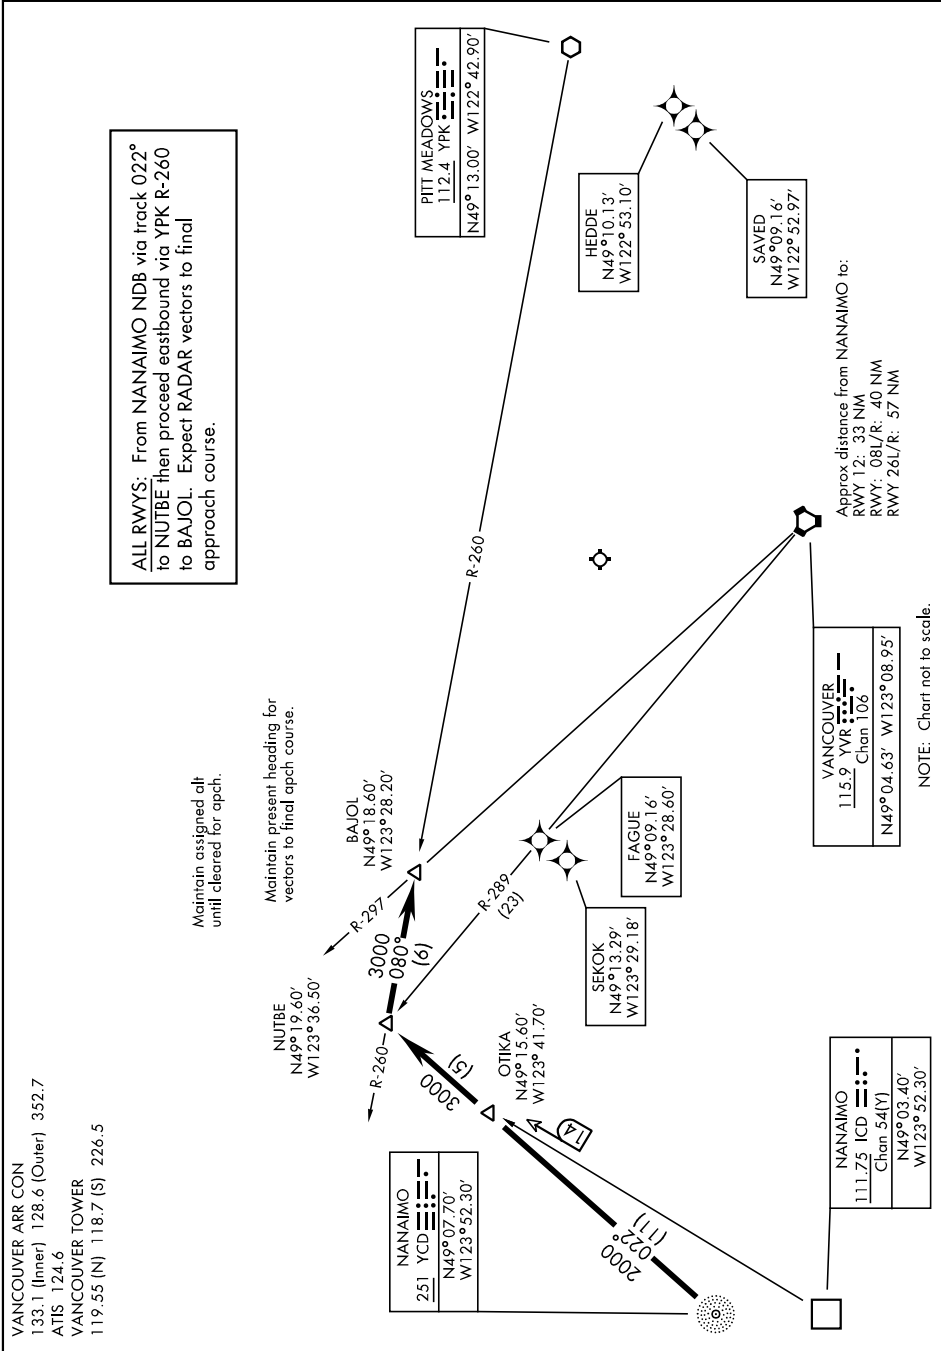 VANCOUVER ARR CON
133.1 (Inner) 128.6 (Outer) 352.7
ATIS 124.6
VANCOUVER TOWER
119.55 (N) 118.7 (S) 226.5
ALL RWYS: From NANAIMO NDB via track 022°
to NUTBE then proceed eastbound via YPK R-260
to BAJOL. Expect RADAR vectors to final
approach course.
Maintain assigned alt
until cleared for apch.
Maintain present heading for
vectors to final apch course.
PITT MEADOWS
112.4 YPK
N49°13.00' W122°42.90'
HEDDE
N49°10.13'
W122°53.10'
SAVED
N49°09.16'
W122°52.97'
R-260
BAJOL
N49°18.60'
W123°28.20'
R-297
3000
080°
(6)
NUTBE
N49°19.60'
W123°36.50'
R-260
R-289
(23)
3000
(5)
OTIKA
N49°15.60'
W123°41.70'
14
FAGUE
N49°09.16'
W123°28.60'
SEKOK
N49°13.29'
W123°29.18'
NANAIMO
251 YCD
N49°07.70'
W123°52.30'
2000
022°
(11)
NANAIMO
111.75 ICD
Chan 54(Y)
N49°03.40'
W123°52.30'
VANCOUVER
115.9 YVR
Chan 106
N49°04.63' W123°08.95'
Approx distance from NANAIMO to:
RWY 12: 33 NM
RWY: 08L/R: 40 NM
RWY 26L/R: 57 NM
NOTE: Chart not to scale.